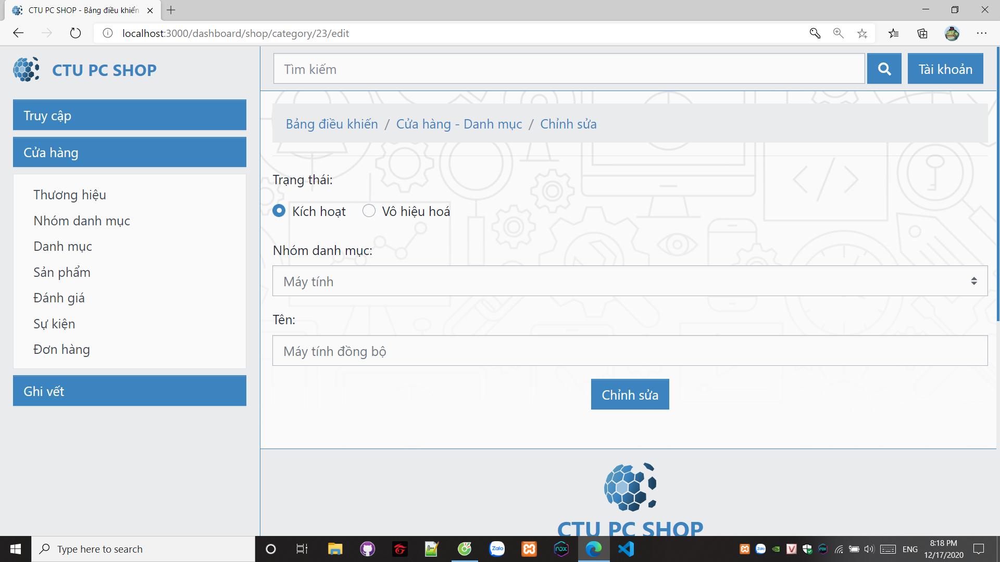 CTU PC SHOP - Bảng điều khiển
localhost:3000/dashboard/shop/category/23/edit
CTU PC SHOP
Tìm kiếm
Tài khoản
Truy cập
Cửa hàng
Thương hiệu
Nhóm danh mục
Danh mục
Sản phẩm
Đánh giá
Sự kiện
Đơn hàng
Ghi vết
Bảng điều khiển / Cửa hàng - Danh mục / Chỉnh sửa
Trạng thái:
Kích hoạt Vô hiệu hoá
Nhóm danh mục:
Máy tính
Tên:
Máy tính đồng bộ
Chỉnh sửa
CTU PC SHOP
Type here to search
Zalo
nox
ENG
8:18 PM
12/17/2020